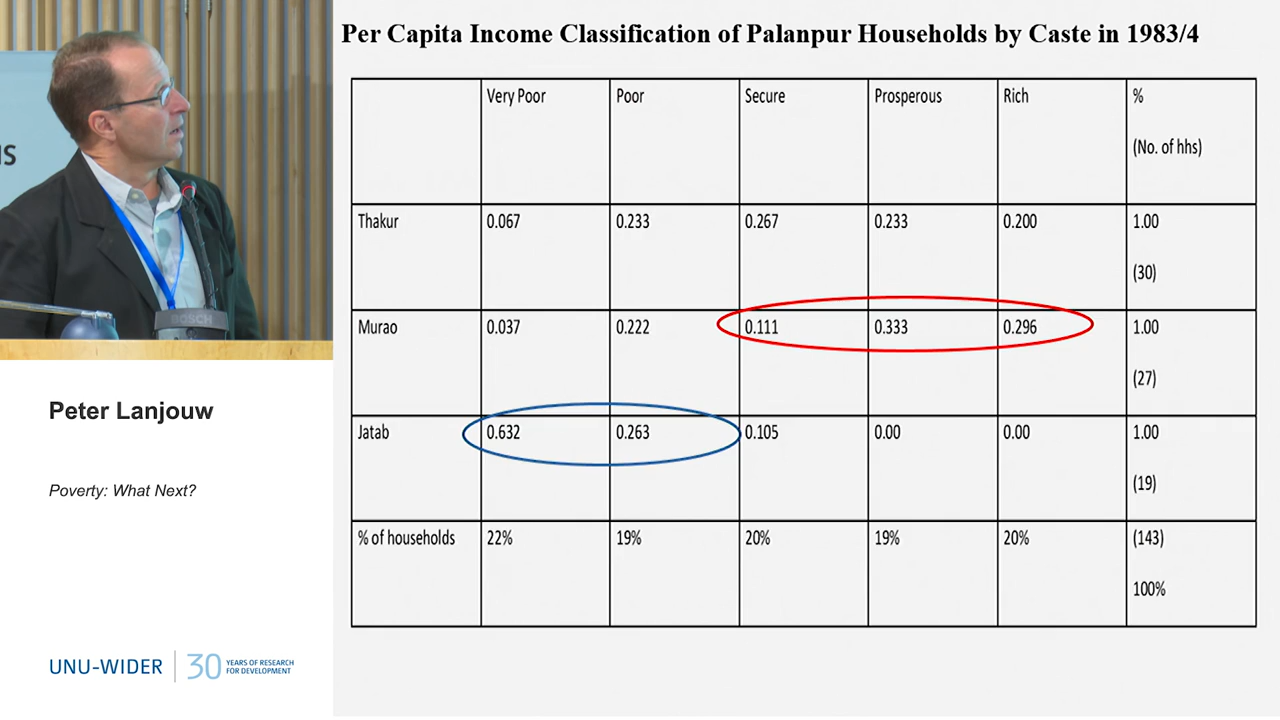 Per Capita Income Classification of Palanpur Households by Caste in 1983/4
Very Poor Poor Secure Prosperous Rich %
(No. of hhs)
Thakur 0.067 0.233 0.267 0.233 0.200 1.00
(30)
Murao 0.037 0.222 0.111 0.333 0.296 1.00
(27)
Jatab 0.632 0.263 0.105 0.00 0.00 1.00
(19)
% of households 22% 19% 20% 19% 20% (143)
100%
BOSCH
Peter Lanjouw
Poverty: What Next?
UNU-WIDER 30 YEARS OF RESEARCH
FOR DEVELOPMENT